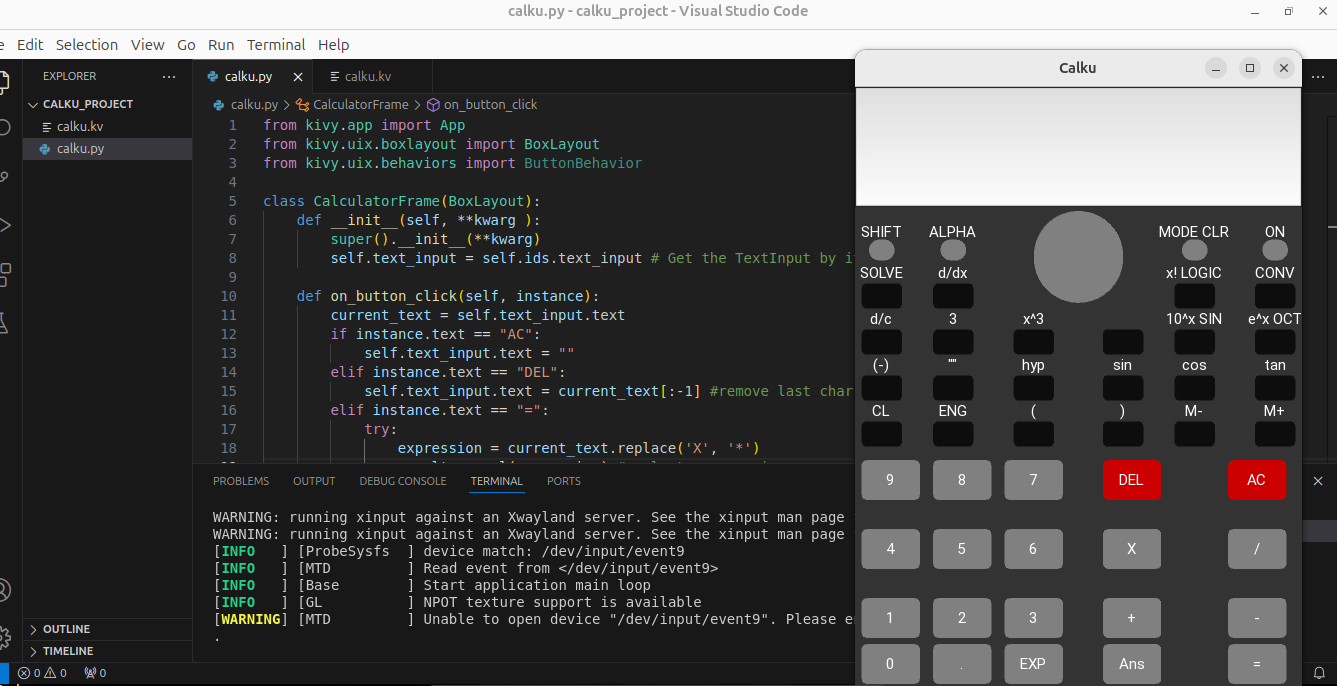 calku.py - calku_project - Visual Studio Code
Edit Selection View Go Run Terminal Help
EXPLORER
CALKU_PROJECT
calku.kv
calku.py
OUTLINE
TIMELINE
calku.py calku.kv
calku.py > CalculatorFrame > on_button_click
1 from kivy.app import App
2 from kivy.uix.boxlayout import BoxLayout
3 from kivy.uix.behaviors import ButtonBehavior
4
5 class CalculatorFrame(BoxLayout):
6 def __init__(self, **kwarg ):
7 super().__init__(**kwarg)
8 self.text_input = self.ids.text_input # Get the TextInput by
9
10 def on_button_click(self, instance):
11 current_text = self.text_input.text
12 if instance.text == "AC":
13 self.text_input.text = ""
14 elif instance.text == "DEL":
15 self.text_input.text = current_text[:-1] #remove last char
16 elif instance.text == "=":
17 try:
18 expression = current_text.replace('X', '*')
PROBLEMS OUTPUT DEBUG CONSOLE TERMINAL PORTS
WARNING: running xinput against an Xwayland server. See the xinput man page
WARNING: running xinput against an Xwayland server. See the xinput man page
[INFO ] [ProbeSysfs ] device match: /dev/input/event9
[INFO ] [MTD ] Read event from </dev/input/event9>
[INFO ] [Base ] Start application main loop
[INFO ] [GL ] NPOT texture support is available
[WARNING] [MTD ] Unable to open device "/dev/input/event9". Please
.
0 0 0
Calku
SHIFT ALPHA MODE CLR ON
SOLVE d/dx x! LOGIC CONV
d/c 3 x^3 10^x SIN e^x OCT
(-) "" hyp sin cos tan
CL ENG ( ) M- M+
9 8 7 DEL AC
4 5 6 X /
1 2 3 + -
0 . EXP Ans =